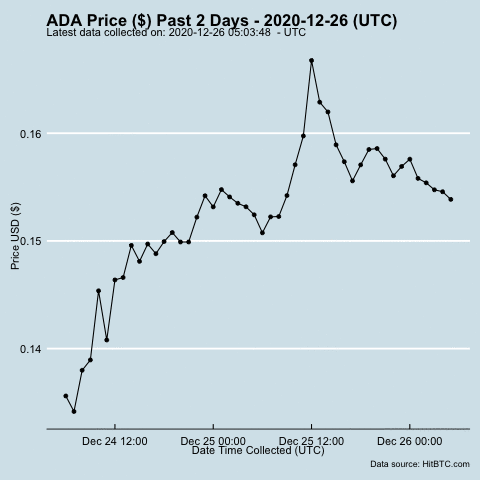 ADA Price ($) Past 2 Days - 2020-12-26 (UTC)
Latest data collected on: 2020-12-26 05:03:48 - UTC
0.16
0.15
0.14
Price USD ($)
Dec 24 12:00 Dec 25 00:00 Dec 25 12:00 Dec 26 00:00
Date Time Collected (UTC)
Data source: HitBTC.com